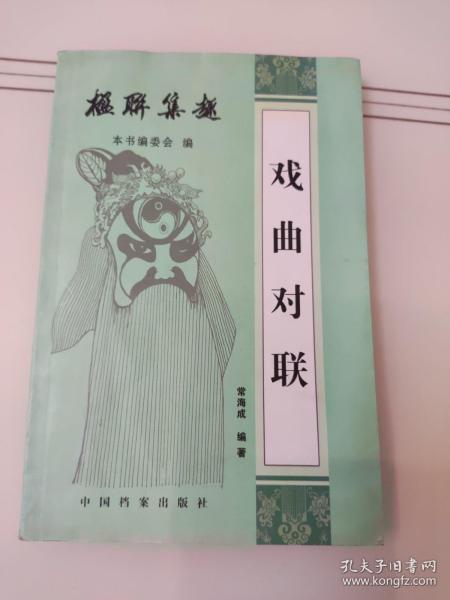 楹联集趣
本书编委会 编
戏曲对联
常海成 编著
中国档案出版社
孔夫子旧书网
www.kongfz.com